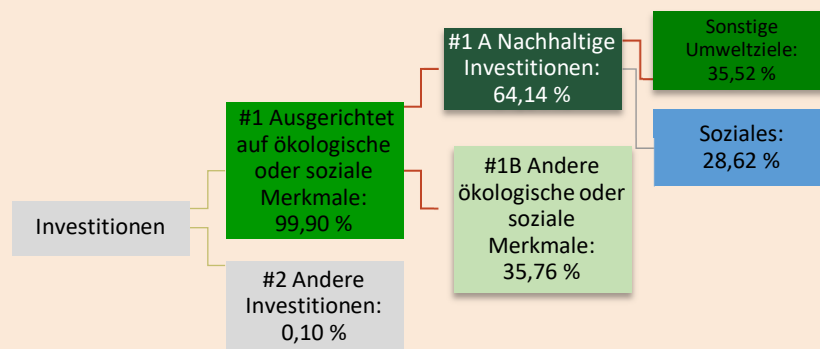 Investitionen
#1 Ausgerichtet
auf ökologische
oder soziale
Merkmale:
99,90 %
#2 Andere
Investitionen:
0,10 %
#1 A Nachhaltige
Investitionen:
64,14 %
#1B Andere
ökologische oder
soziale
Merkmale:
35,76 %
Sonstige
Umweltziele:
35,52 %
Soziales:
28,62 %